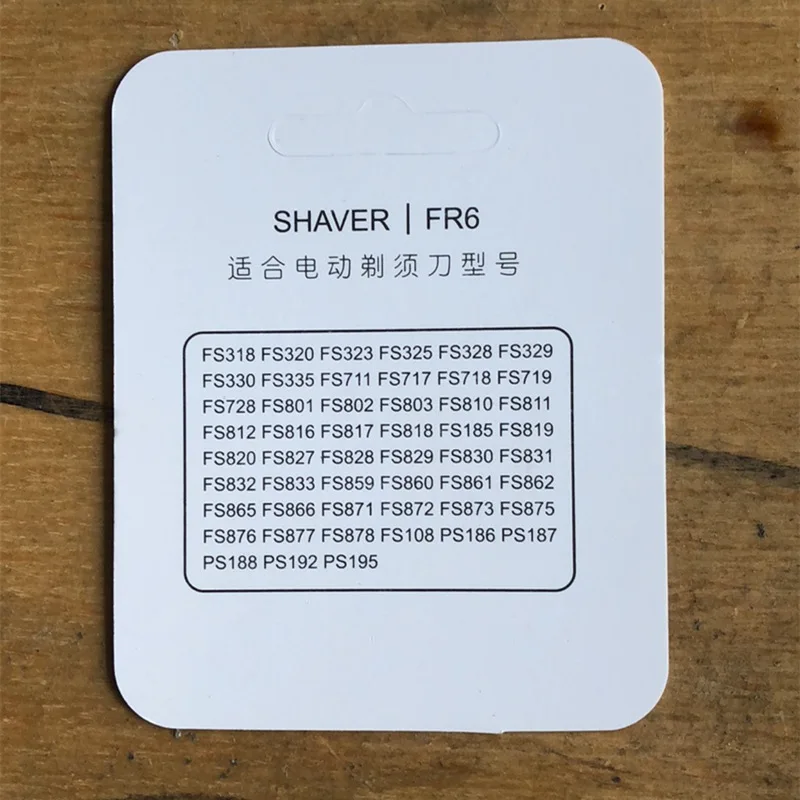 SHAVER | FR6
适合电动剃须刀型号
FS318 FS320 FS323 FS325 FS328 FS329
FS330 FS335 FS711 FS717 FS718 FS719
FS728 FS801 FS802 FS803 FS810 FS811
FS812 FS816 FS817 FS818 FS185 FS819
FS820 FS827 FS828 FS829 FS830 FS831
FS832 FS833 FS859 FS860 FS861 FS862
FS865 FS866 FS871 FS872 FS873 FS875
FS876 FS877 FS878 FS108 PS186 PS187
PS188 PS192 PS195